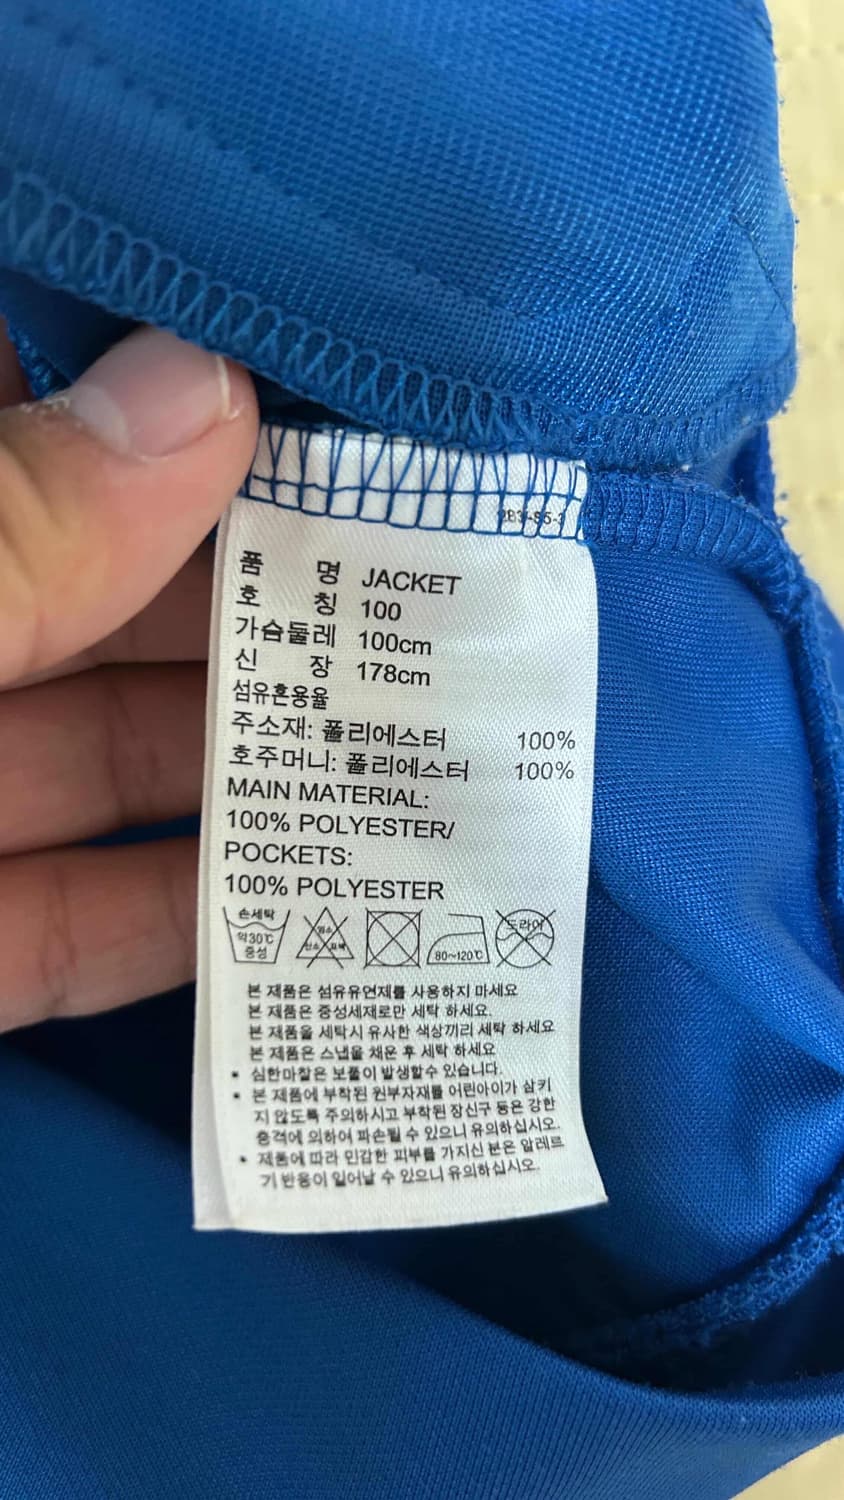 품 명 JACKET
호 칭 100
가슴둘레 100cm
신 장 178cm
섬유혼용율
주소재: 폴리에스터 100%
호주머니: 폴리에스터 100%
MAIN MATERIAL:
100% POLYESTER/
POCKETS:
100% POLYESTER
손세탁
약30℃
중성
염소
산소 표백
80~120℃
드라이
본 제품은 섬유유연제를 사용하지 마세요
본 제품은 중성세제로만 세탁 하세요.
본 제품을 세탁시 유사한 색상끼리 세탁 하세요
본 제품은 스냅을 채운 후 세탁 하세요
• 심한마찰은 보풀이 발생할수 있습니다.
• 본 제품에 부착된 원부자재를 어린아이가 삼키
지 않도록 주의하시고 부착된 장신구 등은 강한
충격에 의하여 파손될 수 있으니 유의하십시오.
• 제품에 따라 민감한 피부를 가지신 분은 알레르
기 반응이 일어날 수 있으니 유의하십시오.